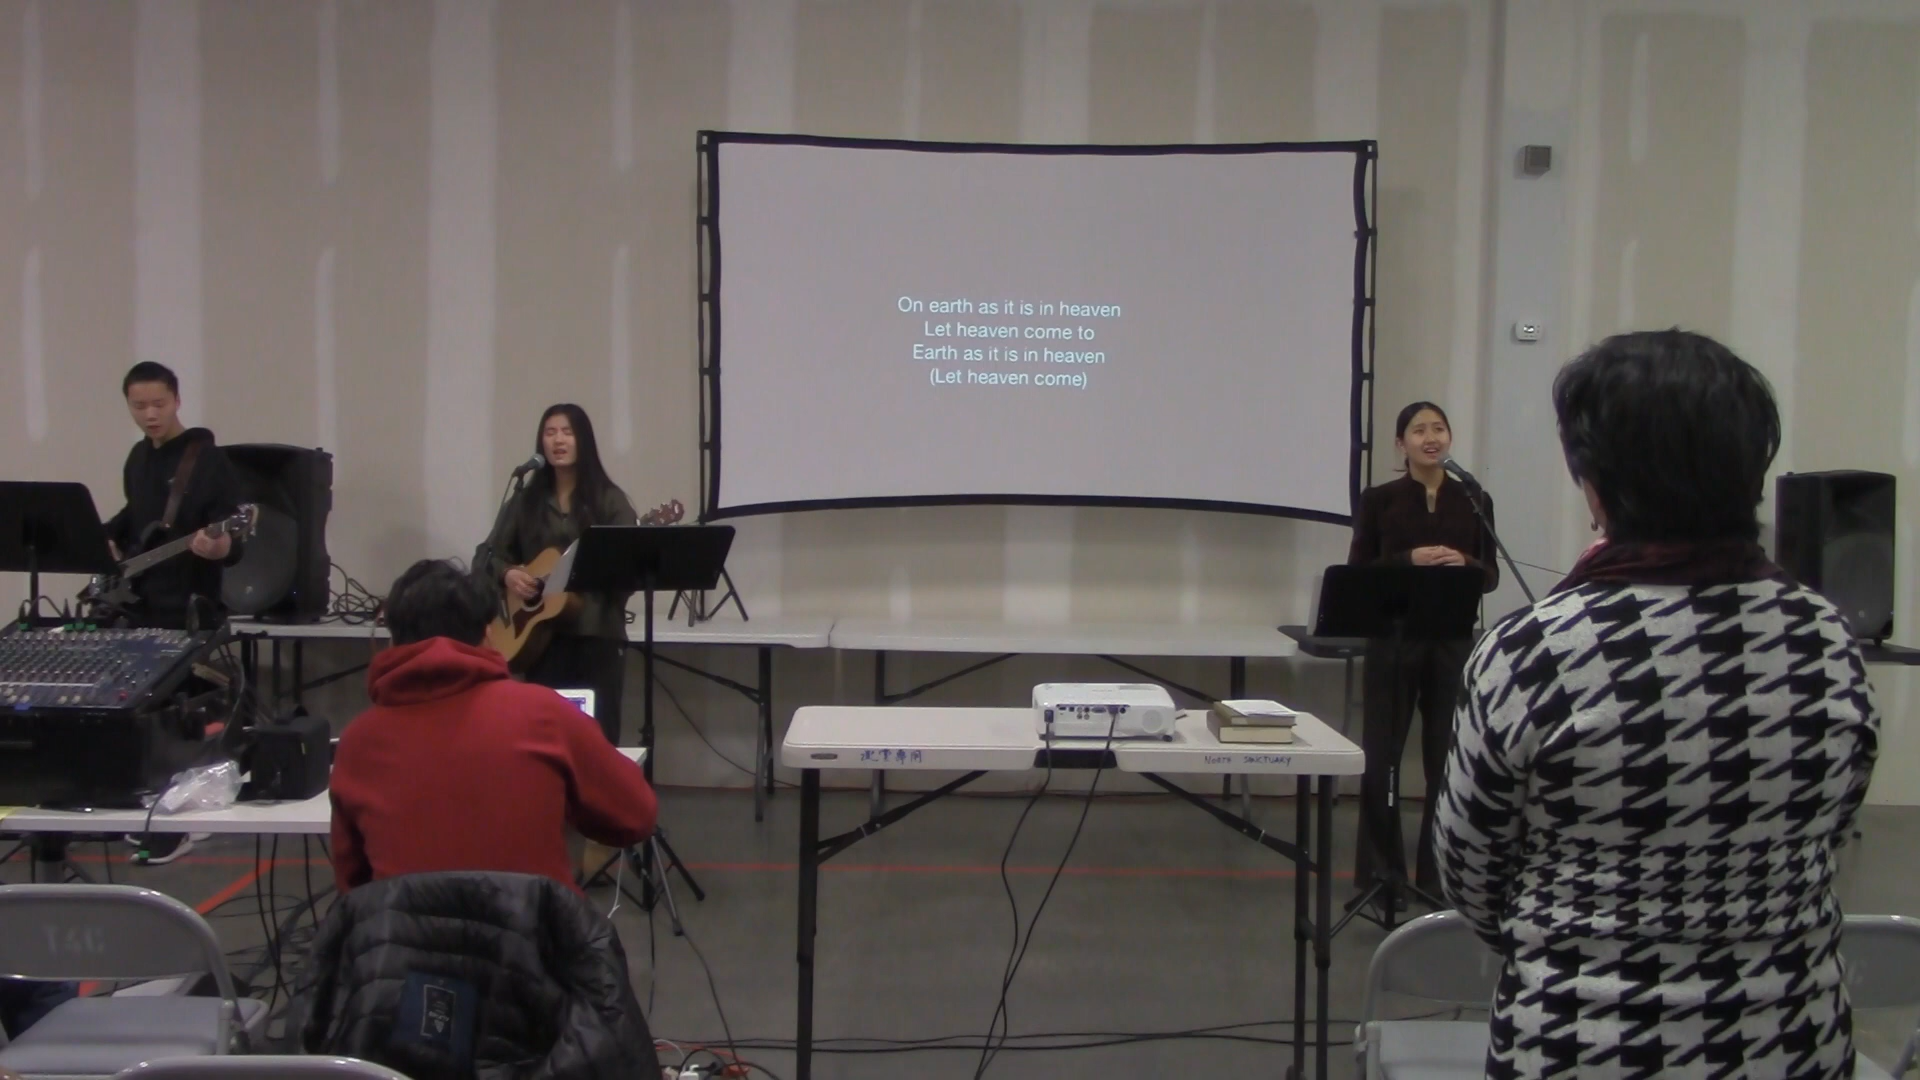 On earth as it is in heaven
Let heaven come to
Earth as it is in heaven
(Let heaven come)
NORTH SANCTUARY